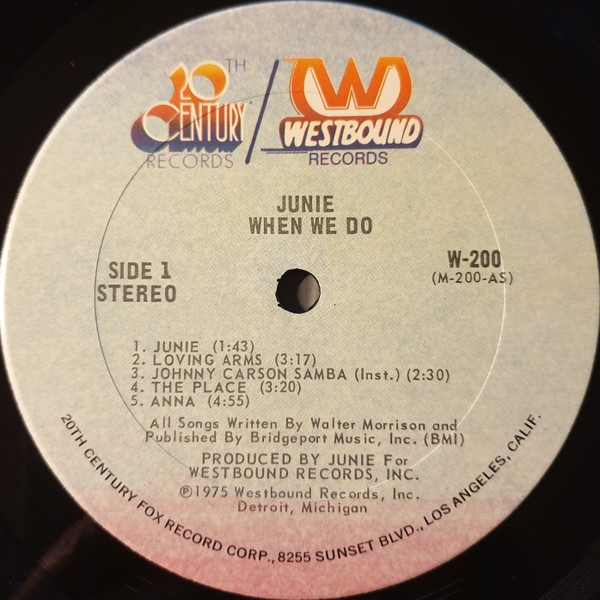 20TH
CENTURY
RECORDS
W
WESTBOUND
RECORDS
JUNIE
WHEN WE DO
SIDE 1
STEREO
W-200
(M-200-AS)
1. JUNIE (1:43)
2. LOVING ARMS (3:17)
3. JOHNNY CARSON SAMBA (Inst.) (2:30)
4. THE PLACE (3:20)
5. ANNA (4:55)
All Songs Written By Walter Morrison and
Published By Bridgeport Music, Inc. (BMI)
PRODUCED BY JUNIE For
WESTBOUND RECORDS, INC.
℗1975 Westbound Records, Inc.
Detroit, Michigan
20TH CENTURY FOX RECORD CORP., 8255 SUNSET BLVD., LOS ANGELES, CALIF.